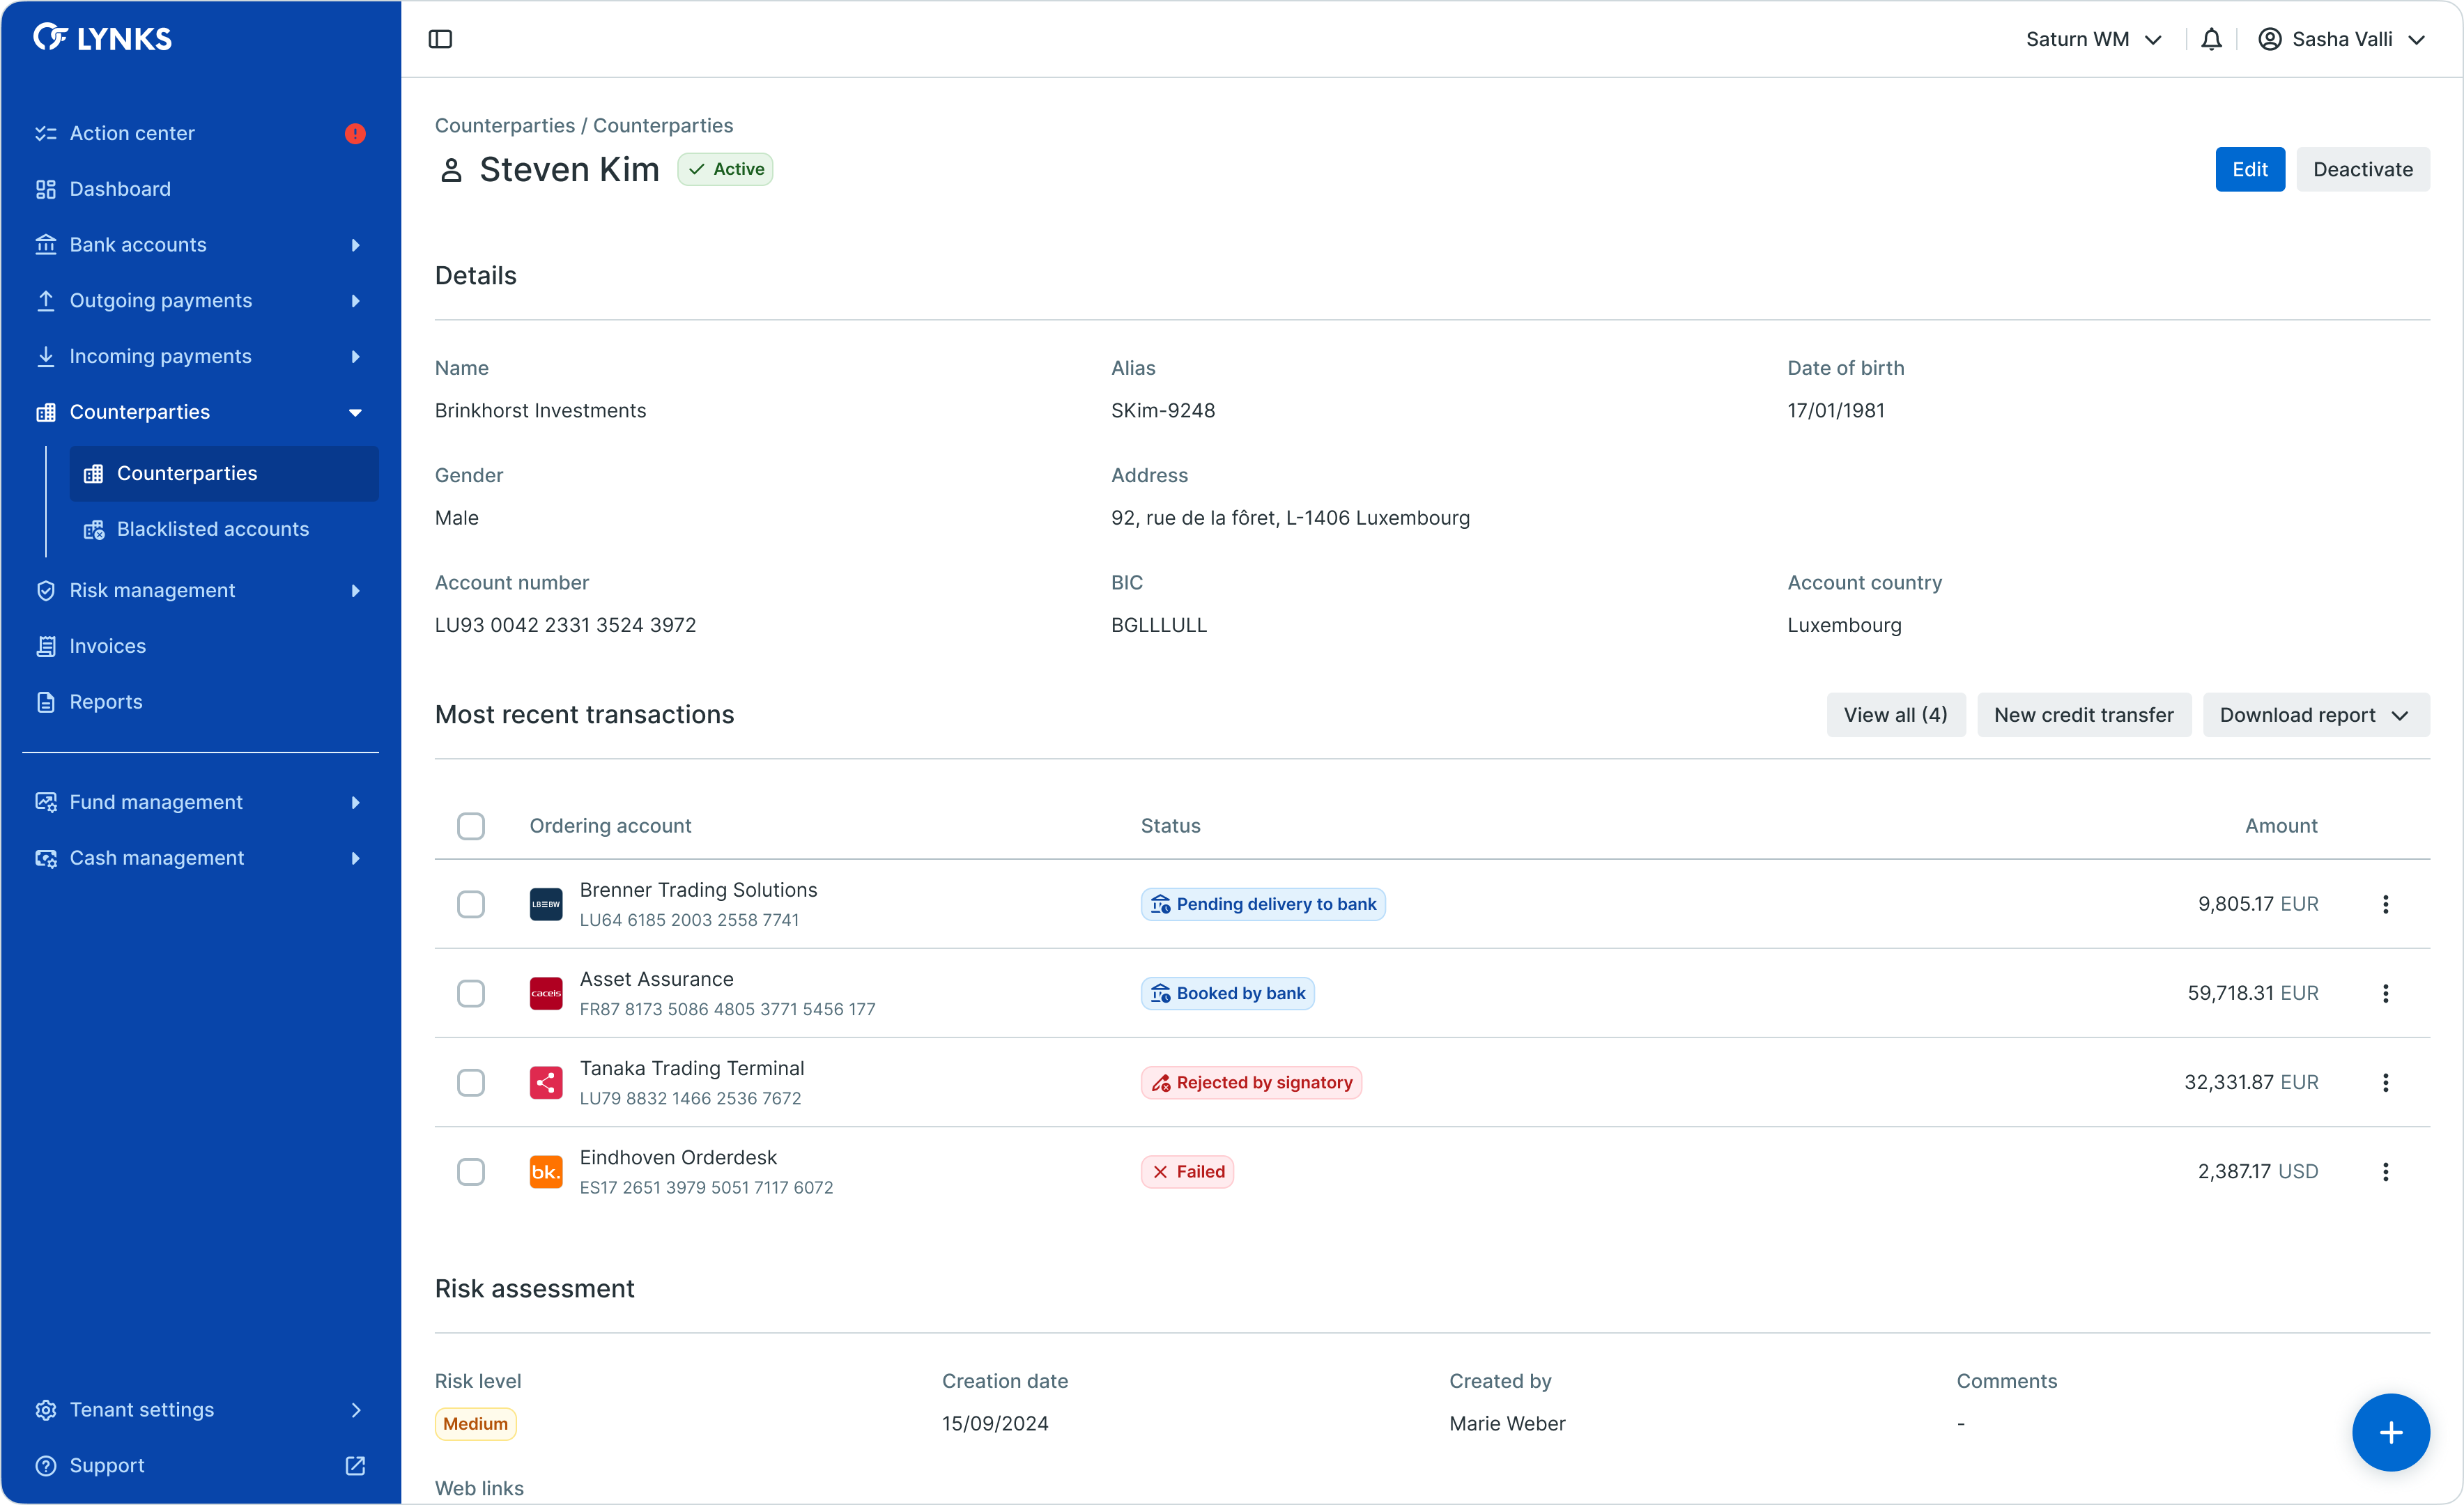 LYNKS
Saturn WM
Sasha Valli
Action center
Dashboard
Bank accounts
Outgoing payments
Incoming payments
Counterparties
Counterparties
Blacklisted accounts
Risk management
Invoices
Reports
Fund management
Cash management
Tenant settings
Support
Counterparties / Counterparties
Steven Kim Active
Edit Deactivate
Details
Name Alias Date of birth
Brinkhorst Investments SKim-9248 17/01/1981
Gender Address
Male 92, rue de la fôret, L-1406 Luxembourg
Account number BIC Account country
LU93 0042 2331 3524 3972 BGLLLULL Luxembourg
Most recent transactions View all (4) New credit transfer Download report
Ordering account Status Amount
LB≡BW Brenner Trading Solutions Pending delivery to bank 9,805.17 EUR
LU64 6185 2003 2558 7741
caceis Asset Assurance Booked by bank 59,718.31 EUR
FR87 8173 5086 4805 3771 5456 177
Tanaka Trading Terminal Rejected by signatory 32,331.87 EUR
LU79 8832 1466 2536 7672
bk. Eindhoven Orderdesk Failed 2,387.17 USD
ES17 2651 3979 5051 7117 6072
Risk assessment
Risk level Creation date Created by Comments
Medium 15/09/2024 Marie Weber -
Web links